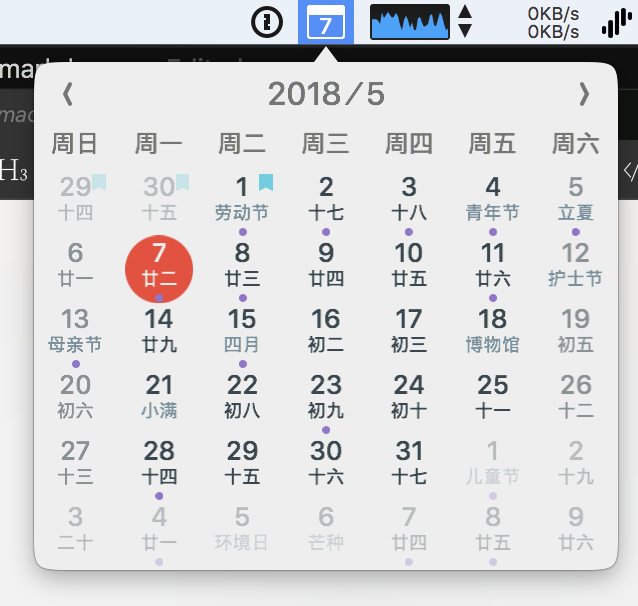 7
0KB/s
0KB/s
2018/5
周日 周一 周二 周三 周四 周五 周六
29 30 1 2 3 4 5
十四 十五 劳动节 十七 十八 青年节 立夏
6 7 8 9 10 11 12
廿一 廿二 廿三 廿四 廿五 廿六 护士节
13 14 15 16 17 18 19
母亲节 廿九 四月 初二 初三 博物馆 初五
20 21 22 23 24 25 26
初六 小满 初八 初九 初十 十一 十二
27 28 29 30 31 1 2
十三 十四 十五 十六 十七 儿童节 十九
3 4 5 6 7 8 9
二十 廿一 环境日 芒种 廿四 廿五 廿六
H3